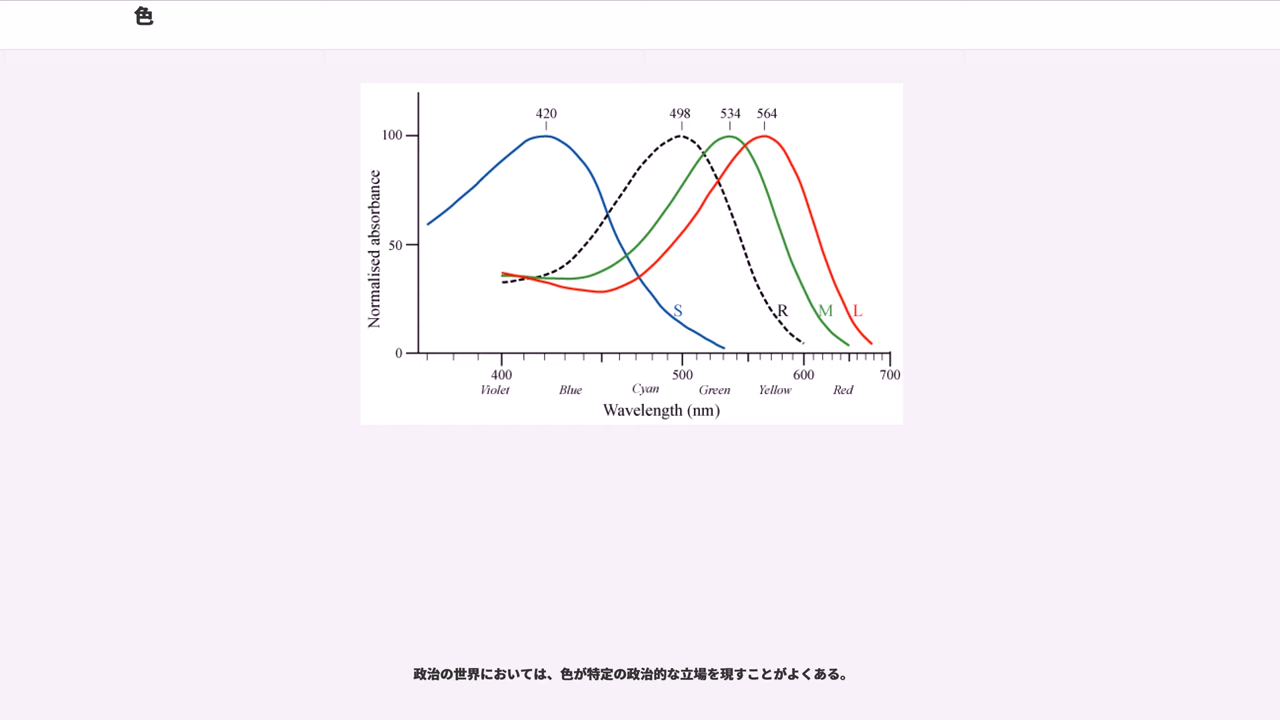 色
420 498 534 564
100
50
0
Normalised absorbance
S R M L
400 500 600 700
Violet Blue Cyan Green Yellow Red
Wavelength (nm)
政治の世界においては、色が特定の政治的な立場を現すことがよくある。